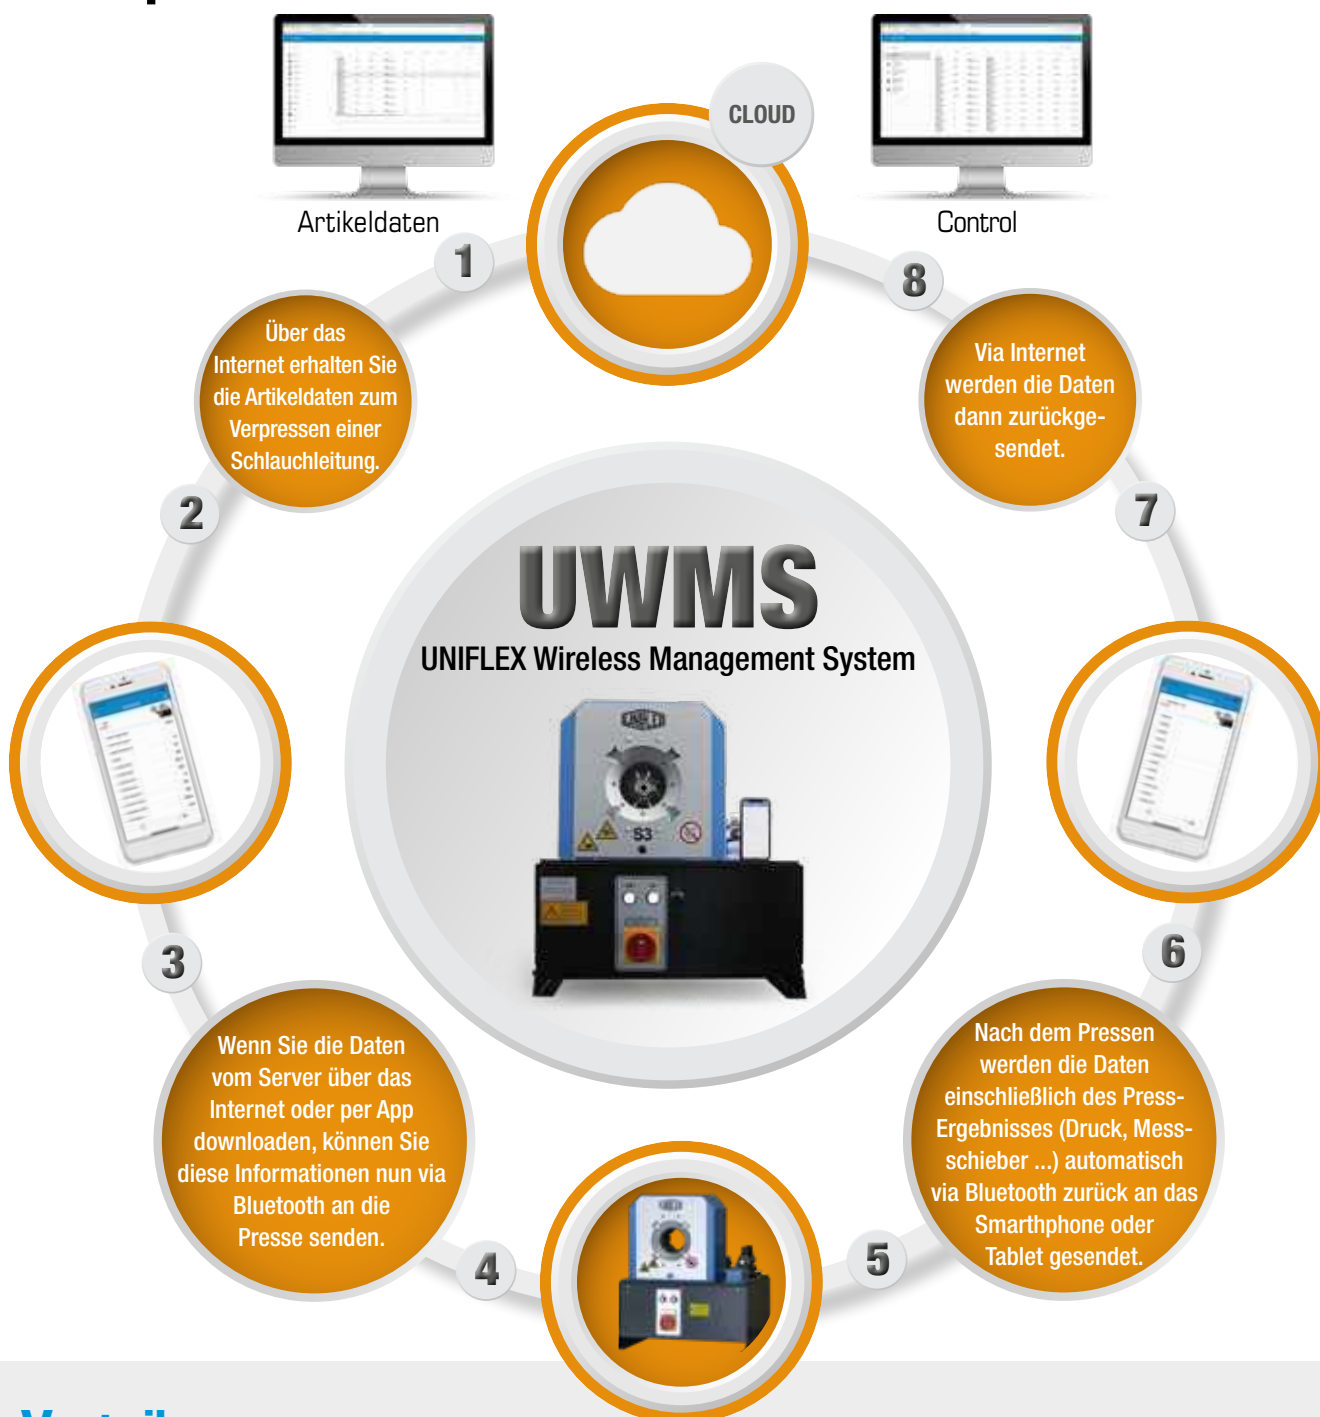 CLOUD
Artikeldaten
Control
1
8
Über das
Internet erhalten Sie
die Artikeldaten zum
Verpressen einer
Schlauchleitung.
Via Internet
werden die Daten
dann zurückge-
sendet.
2
7
UWMS
UNIFLEX Wireless Management System
S3
3
6
Wenn Sie die Daten
vom Server über das
Internet oder per App
downloaden, können Sie
diese Informationen nun via
Bluetooth an die
Presse senden.
Nach dem Pressen
werden die Daten
einschließlich des Press-
Ergebnisses (Druck, Mess-
schieber ...) automatisch
via Bluetooth zurück an das
Smarthphone oder
Tablet gesendet.
4
5